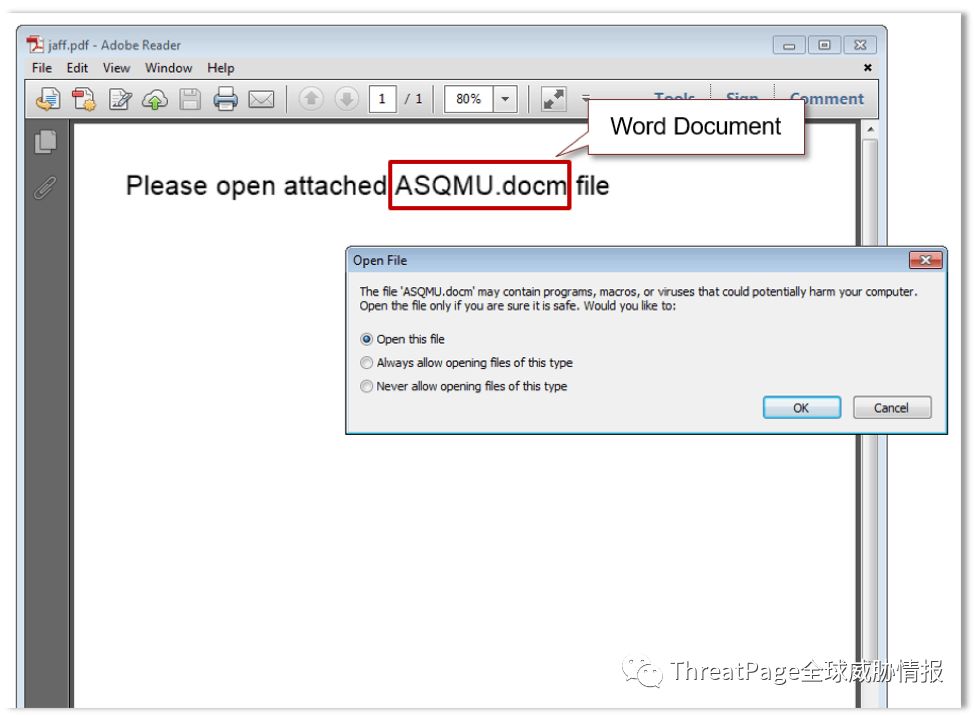 jaff.pdf - Adobe Reader
File Edit View Window Help
1 / 1 80% Tools Sign Comment
Word Document
Please open attached ASQMU.docm file
Open File
The file 'ASQMU.docm' may contain programs, macros, or viruses that could potentially harm your computer.
Open the file only if you are sure it is safe. Would you like to:
Open this file
Always allow opening files of this type
Never allow opening files of this type
OK Cancel
ThreatPage全球威胁情报